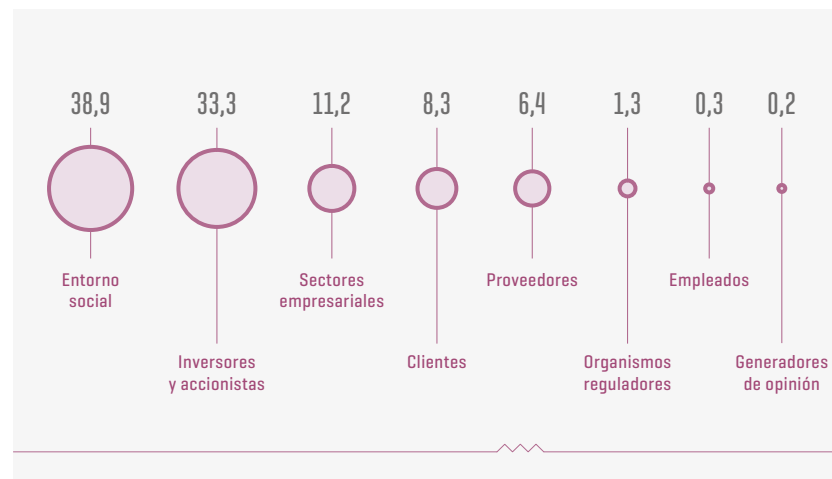 38,9
33,3
11,2
8,3
6,4
1,3
0,3
0,2
Entorno
social
Inversores
y accionistas
Sectores
empresariales
Clientes
Proveedores
Organismos
reguladores
Empleados
Generadores
de opinión